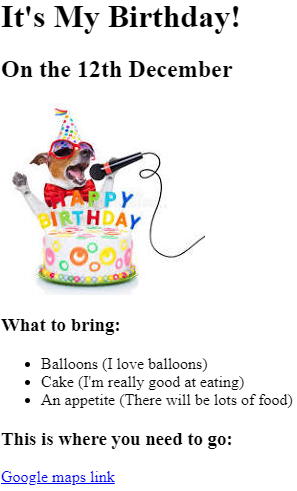 It's My Birthday!
On the 12th December
HAPPY
BIRTHDAY
What to bring:
Balloons (I love balloons)
Cake (I'm really good at eating)
An appetite (There will be lots of food)
This is where you need to go:
Google maps link